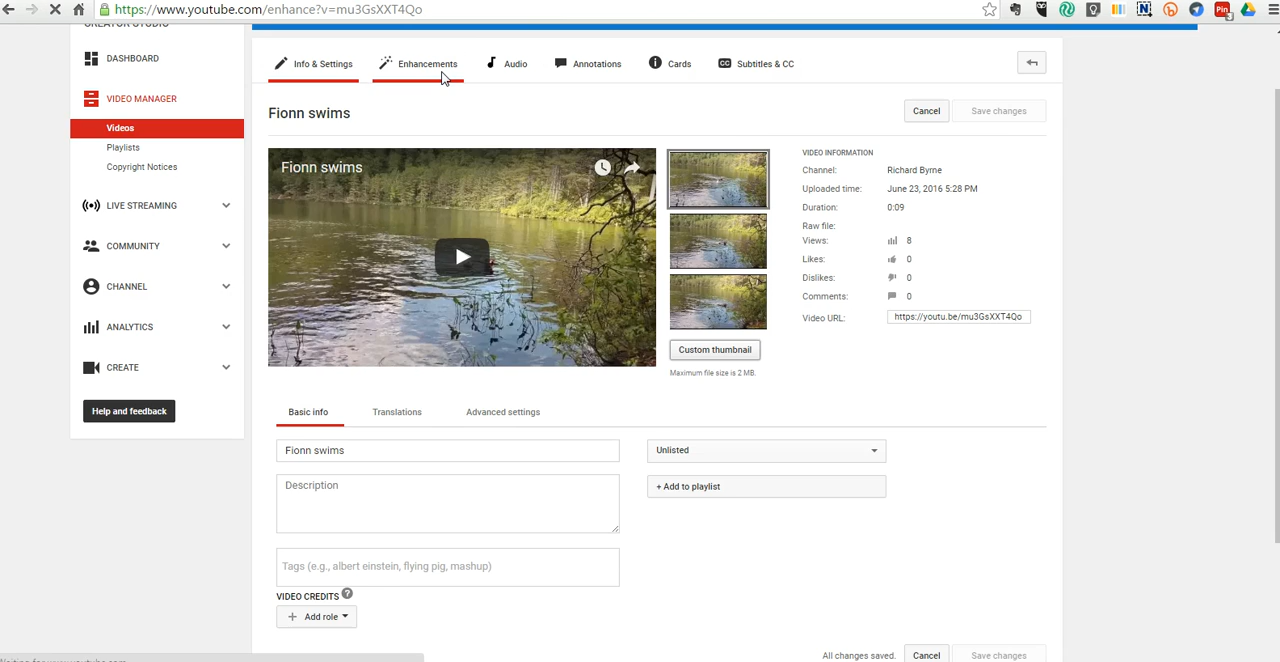 https://www.youtube.com/enhance?v=mu3GsXXT4Qo
Pin
3
CREATOR STUDIO
DASHBOARD
VIDEO MANAGER
Videos
Playlists
Copyright Notices
LIVE STREAMING
COMMUNITY
CHANNEL
ANALYTICS
CREATE
Help and feedback
Info & Settings
Enhancements
Audio
Annotations
Cards
CC Subtitles & CC
Fionn swims
Cancel
Save changes
Fionn swims
Custom thumbnail
Maximum file size is 2 MB.
VIDEO INFORMATION
Channel: Richard Byrne
Uploaded time: June 23, 2016 5:28 PM
Duration: 0:09
Raw file:
Views: 8
Likes: 0
Dislikes: 0
Comments: 0
Video URL: https://youtu.be/mu3GsXXT4Qo
Basic info
Translations
Advanced settings
Fionn swims
Unlisted
Description
+ Add to playlist
Tags (e.g., albert einstein, flying pig, mashup)
VIDEO CREDITS ?
+ Add role
All changes saved.
Cancel
Save changes